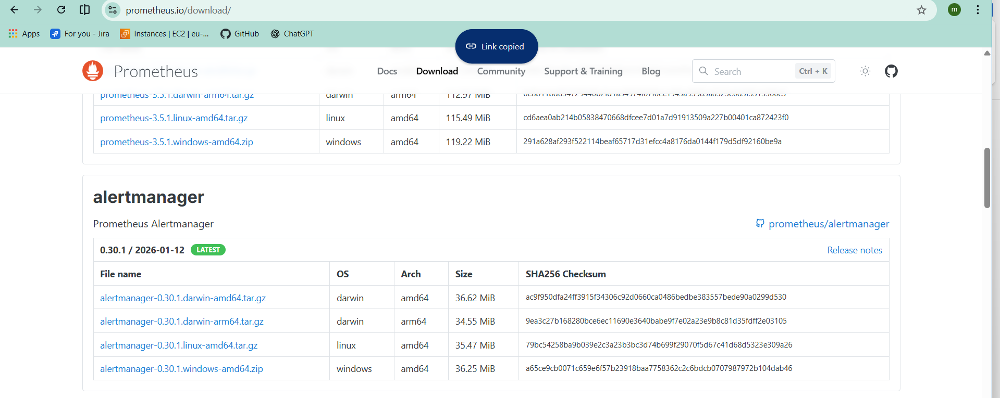 prometheus.io/download/
m
Apps For you - Jira Instances | EC2 | eu-... GitHub ChatGPT
Link copied
Prometheus Docs Download Community Support & Training Blog Search Ctrl + K
prometheus-3.5.1.darwin-arm64.tar.gz darwin arm64 112.97 MiB
prometheus-3.5.1.linux-amd64.tar.gz linux amd64 115.49 MiB cd6aea0ab214b05838470668dfcee7d01a7d91913509a227b00401ca872423f0
prometheus-3.5.1.windows-amd64.zip windows amd64 119.22 MiB 291a628af293f522114beaf65717d31efcc4a8176da0144f179d5df92160be9a
alertmanager
Prometheus Alertmanager prometheus/alertmanager
0.30.1 / 2026-01-12 LATEST Release notes
File name OS Arch Size SHA256 Checksum
alertmanager-0.30.1.darwin-amd64.tar.gz darwin amd64 36.62 MiB ac9f950dfa24ff3915f34306c92d0660ca0486bedbe383557bede90a0299d530
alertmanager-0.30.1.darwin-arm64.tar.gz darwin arm64 34.55 MiB 9ea3c27b168280bce6ec11690e3640babe9f7e02a23e9b8c81d35fdff2e03105
alertmanager-0.30.1.linux-amd64.tar.gz linux amd64 35.47 MiB 79bc54258ba9b039e2c3a23b3bc3d74b699f29070f5d67c41d68d5323e309a26
alertmanager-0.30.1.windows-amd64.zip windows amd64 36.25 MiB a65ce9cb0071c659e6f57b23918baa7758362c2c6bdcb0707987972b104dab46